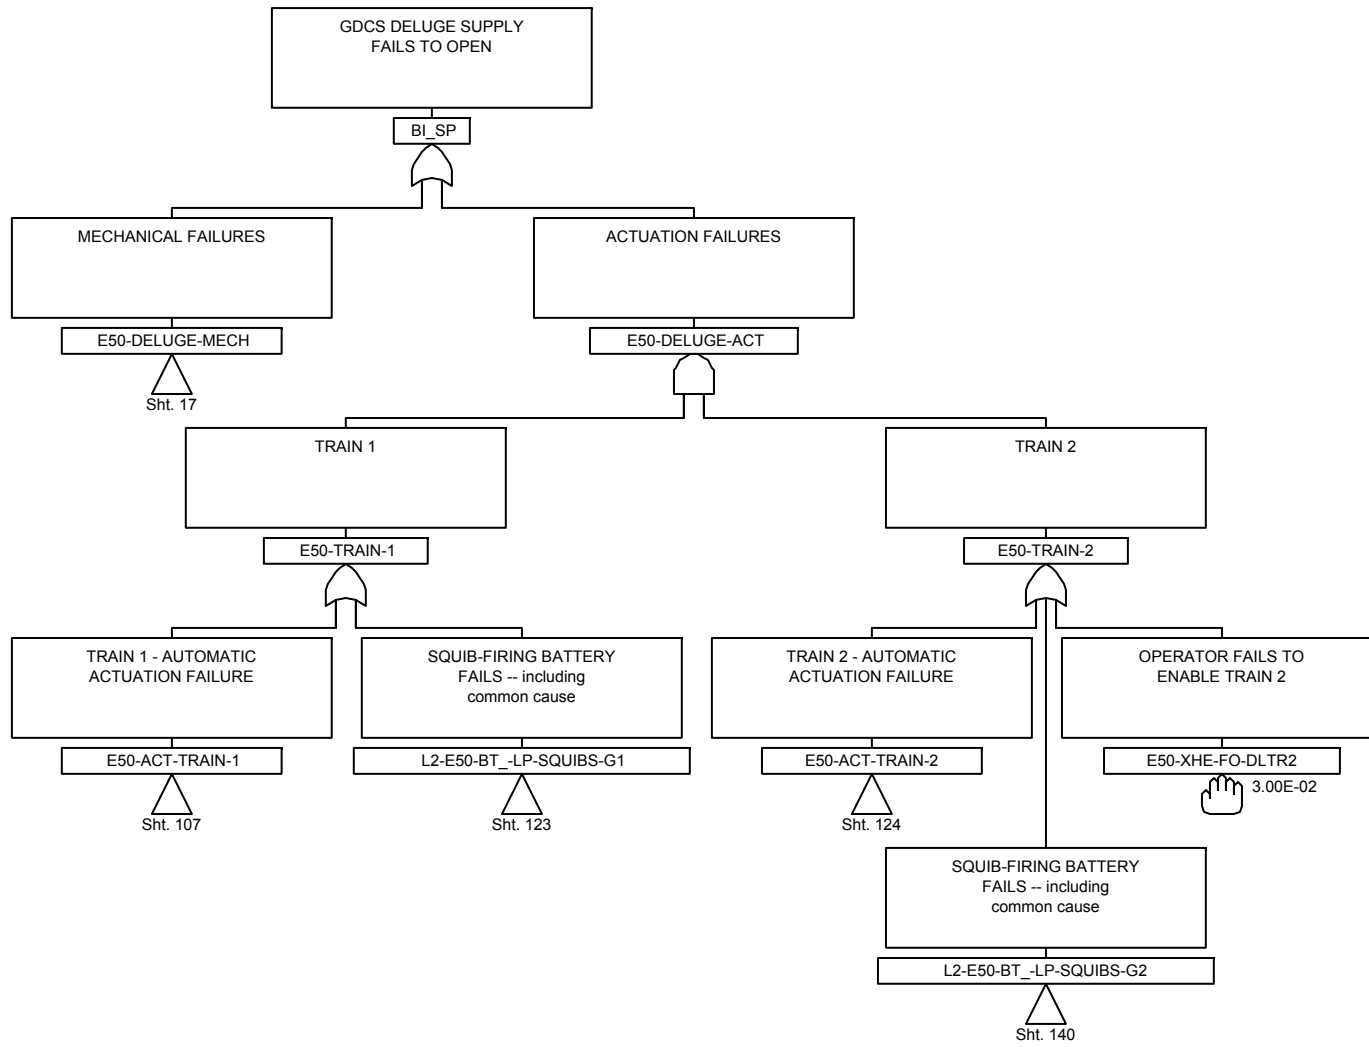 GDCS DELUGE SUPPLY
FAILS TO OPEN
BI_SP
MECHANICAL FAILURES
E50-DELUGE-MECH
Sht. 17
ACTUATION FAILURES
E50-DELUGE-ACT
TRAIN 1
E50-TRAIN-1
TRAIN 2
E50-TRAIN-2
TRAIN 1 - AUTOMATIC
ACTUATION FAILURE
E50-ACT-TRAIN-1
Sht. 107
SQUIB-FIRING BATTERY
FAILS -- including
common cause
L2-E50-BT_-LP-SQUIBS-G1
Sht. 123
TRAIN 2 - AUTOMATIC
ACTUATION FAILURE
E50-ACT-TRAIN-2
Sht. 124
OPERATOR FAILS TO
ENABLE TRAIN 2
E50-XHE-FO-DLTR2
3.00E-02
SQUIB-FIRING BATTERY
FAILS -- including
common cause
L2-E50-BT_-LP-SQUIBS-G2
Sht. 140